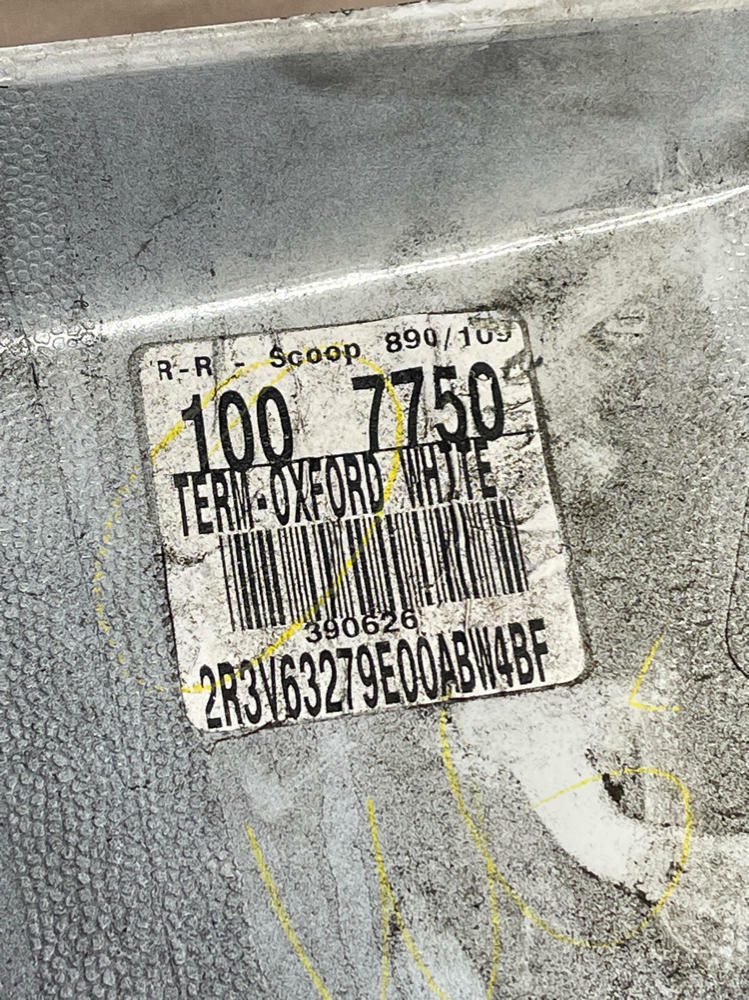 R-R - Scoop 890/109
100 7750
TERM-OXFORD WHITE
390626
2R3V63279E00ABW4BF